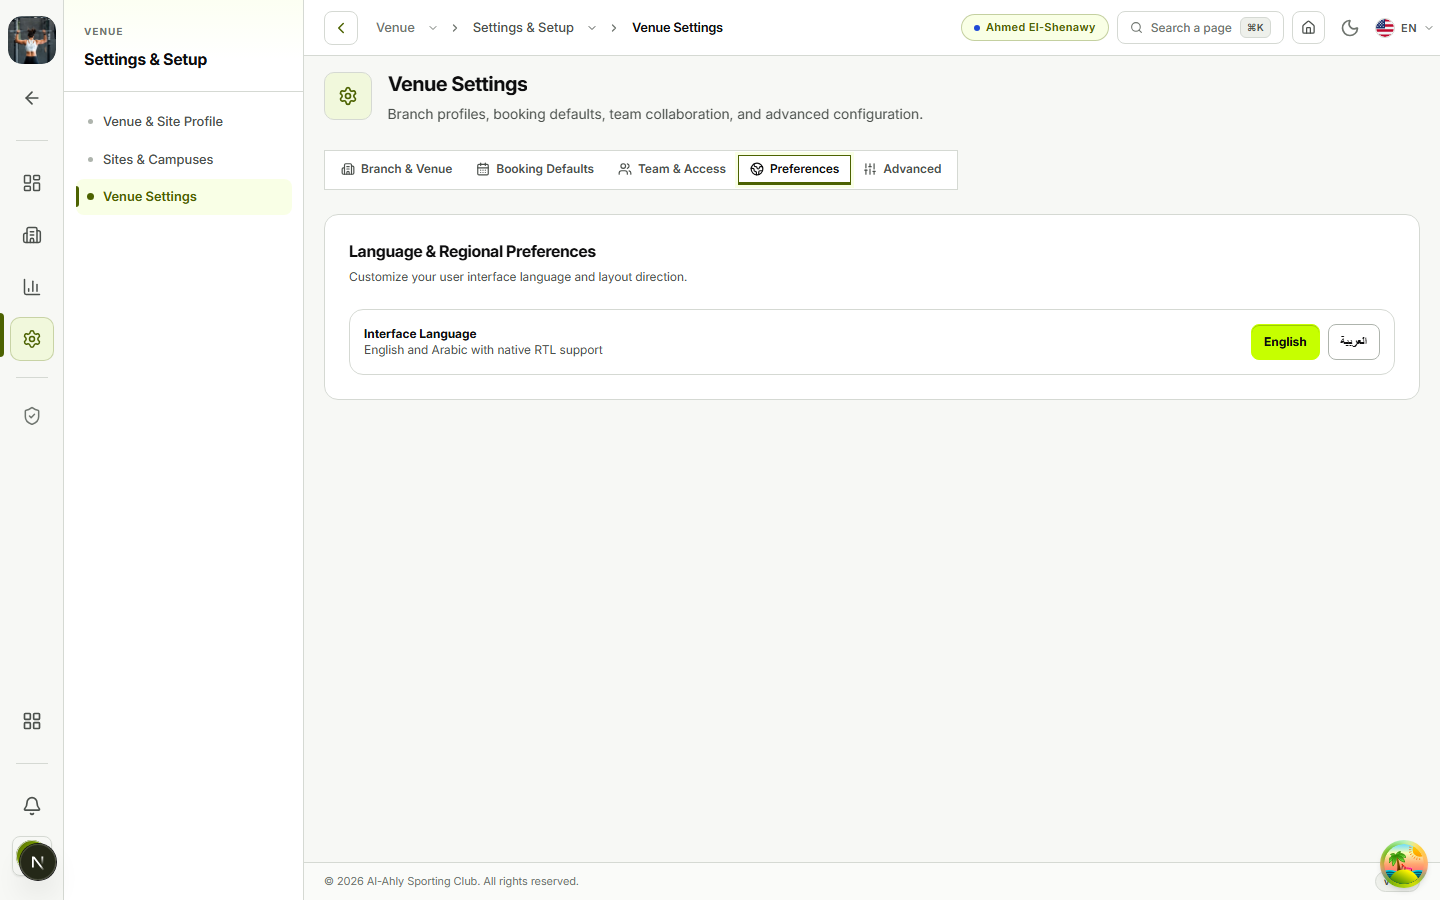 VENUE
Settings & Setup
Venue & Site Profile
Sites & Campuses
Venue Settings
Venue
Settings & Setup
Venue Settings
Ahmed El-Shenawy
Search a page
⌘K
EN
Venue Settings
Branch profiles, booking defaults, team collaboration, and advanced configuration.
Branch & Venue
Booking Defaults
Team & Access
Preferences
Advanced
Language & Regional Preferences
Customize your user interface language and layout direction.
Interface Language
English and Arabic with native RTL support
English
العربية
N
© 2026 Al-Ahly Sporting Club. All rights reserved.